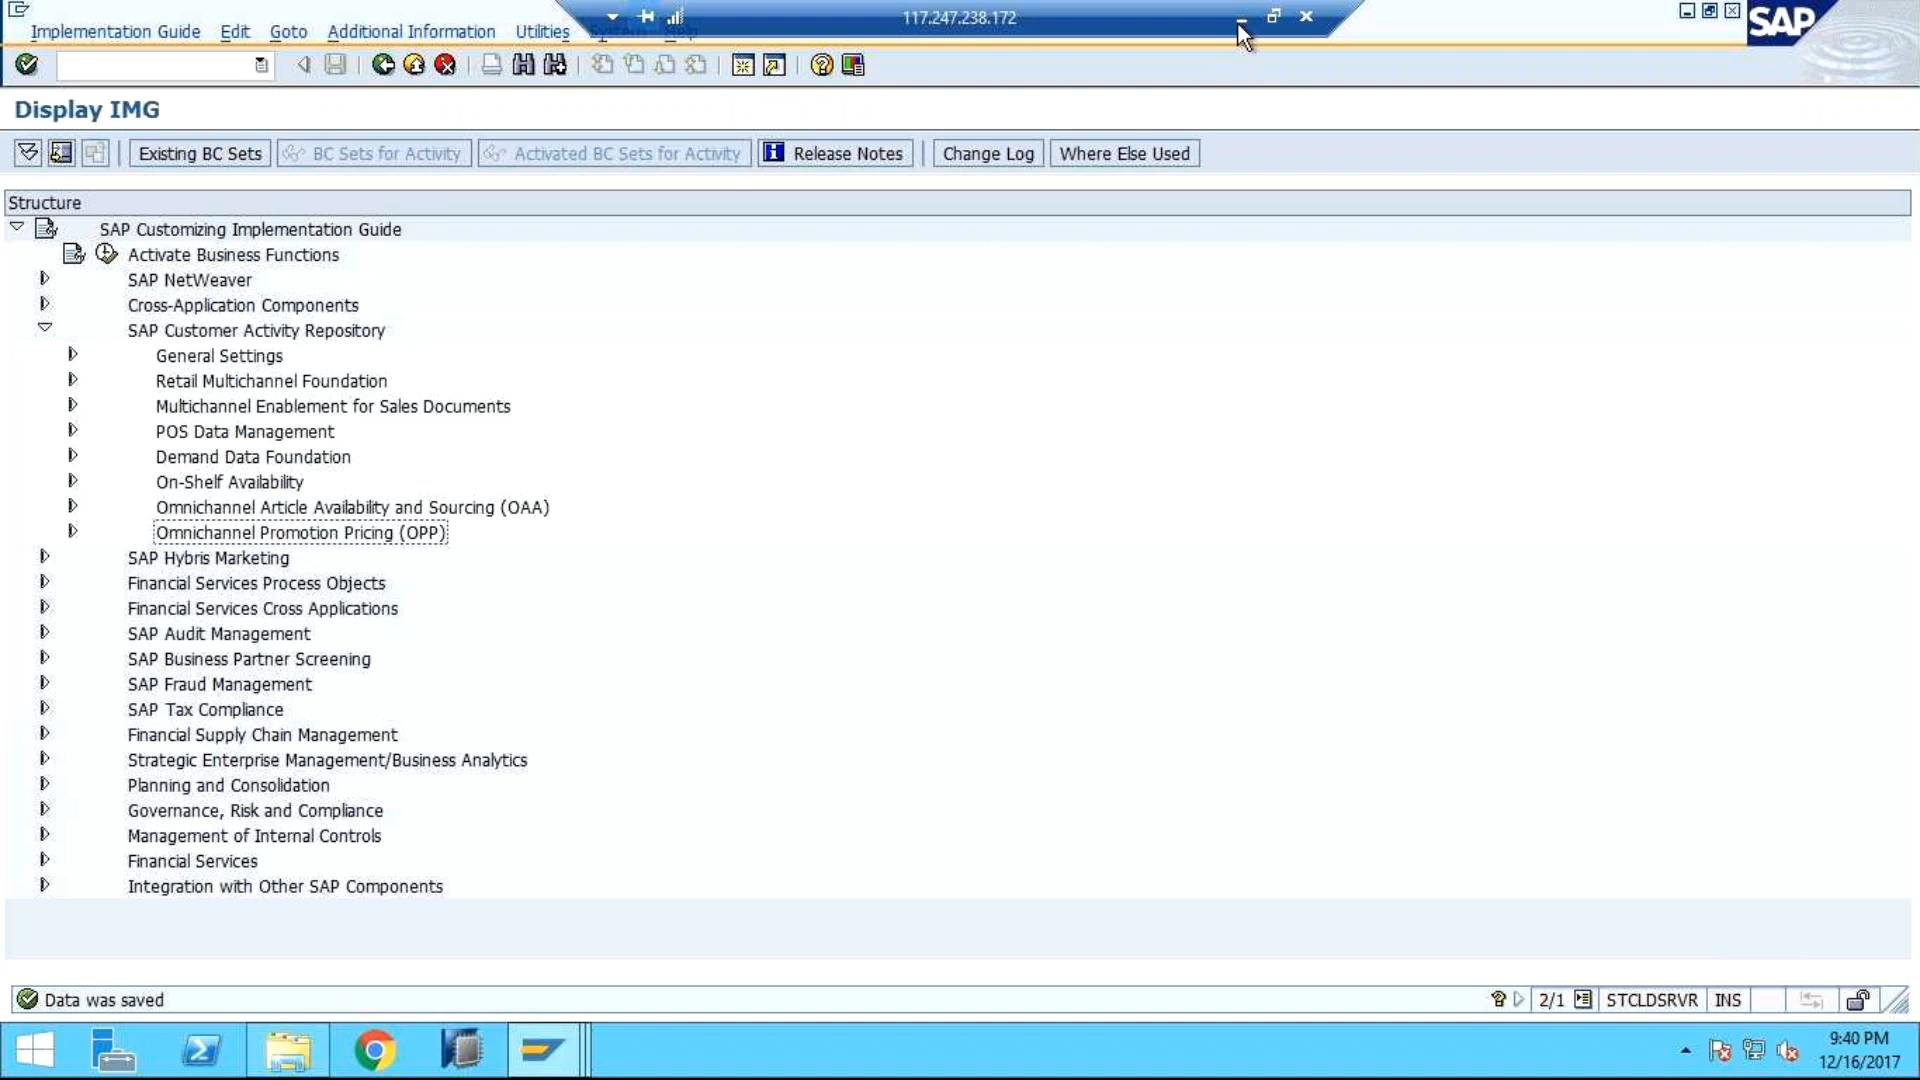 117.247.238.172
Implementation Guide Edit Goto Additional Information Utilities
SAP
Display IMG
Existing BC Sets BC Sets for Activity Activated BC Sets for Activity Release Notes Change Log Where Else Used
Structure
SAP Customizing Implementation Guide
Activate Business Functions
SAP NetWeaver
Cross-Application Components
SAP Customer Activity Repository
General Settings
Retail Multichannel Foundation
Multichannel Enablement for Sales Documents
POS Data Management
Demand Data Foundation
On-Shelf Availability
Omnichannel Article Availability and Sourcing (OAA)
Omnichannel Promotion Pricing (OPP)
SAP Hybris Marketing
Financial Services Process Objects
Financial Services Cross Applications
SAP Audit Management
SAP Business Partner Screening
SAP Fraud Management
SAP Tax Compliance
Financial Supply Chain Management
Strategic Enterprise Management/Business Analytics
Planning and Consolidation
Governance, Risk and Compliance
Management of Internal Controls
Financial Services
Integration with Other SAP Components
Data was saved
2/1 STCLDSRVR INS
9:40 PM
12/16/2017